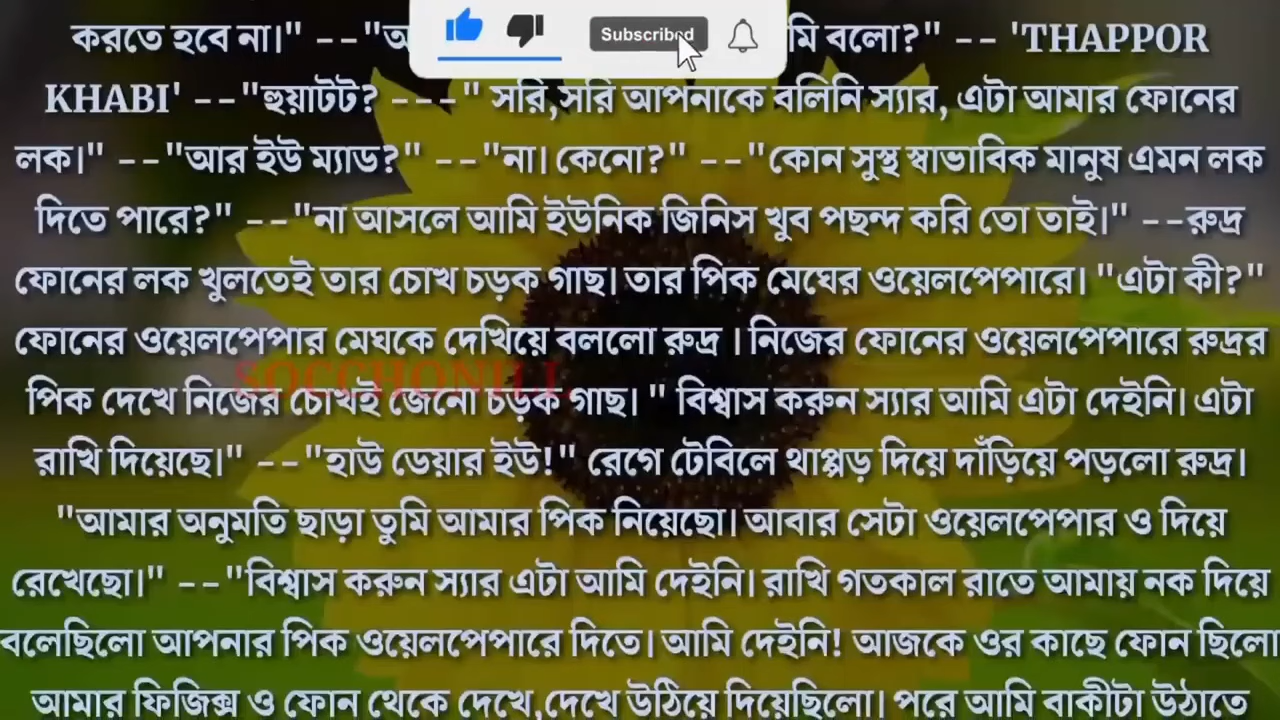 করতে হবে না।" --"অ
মি বলো?" -- 'THAPPOR
Subscribed
KHABI' --"হুয়াটট? ---" সরি,সরি আপনাকে বলিনি স্যার, এটা আমার ফোনের
লক।" --"আর ইউ ম্যাড?" --"না। কেনো?" --"কোন সুস্থ স্বাভাবিক মানুষ এমন লক
দিতে পারে?" --"না আসলে আমি ইউনিক জিনিস খুব পছন্দ করি তো তাই।" --রুদ্র
ফোনের লক খুলতেই তার চোখ চড়ক গাছ। তার পিক মেঘের ওয়েলপেপারে। "এটা কী?"
ফোনের ওয়েলপেপার মেঘকে দেখিয়ে বললো রুদ্র । নিজের ফোনের ওয়েলপেপারে রুদ্রর
SOCCHONILL
পিক দেখে নিজের চোখই জেনো চড়ক গাছ। " বিশ্বাস করুন স্যার আমি এটা দেইনি। এটা
রাখি দিয়েছে।" --"হাউ ডেয়ার ইউ!" রেগে টেবিলে থাপ্পড় দিয়ে দাঁড়িয়ে পড়লো রুদ্র।
"আমার অনুমতি ছাড়া তুমি আমার পিক নিয়েছো। আবার সেটা ওয়েলপেপার ও দিয়ে
রেখেছো।" --"বিশ্বাস করুন স্যার এটা আমি দেইনি। রাখি গতকাল রাতে আমায় নক দিয়ে
বলেছিলো আপনার পিক ওয়েলপেপারে দিতে। আমি দেইনি! আজকে ওর কাছে ফোন ছিলো
আমার ফিজিক্স ও ফোন থেকে দেখে,দেখে উঠিয়ে দিয়েছিলো। পরে আমি বাকীটা উঠাতে